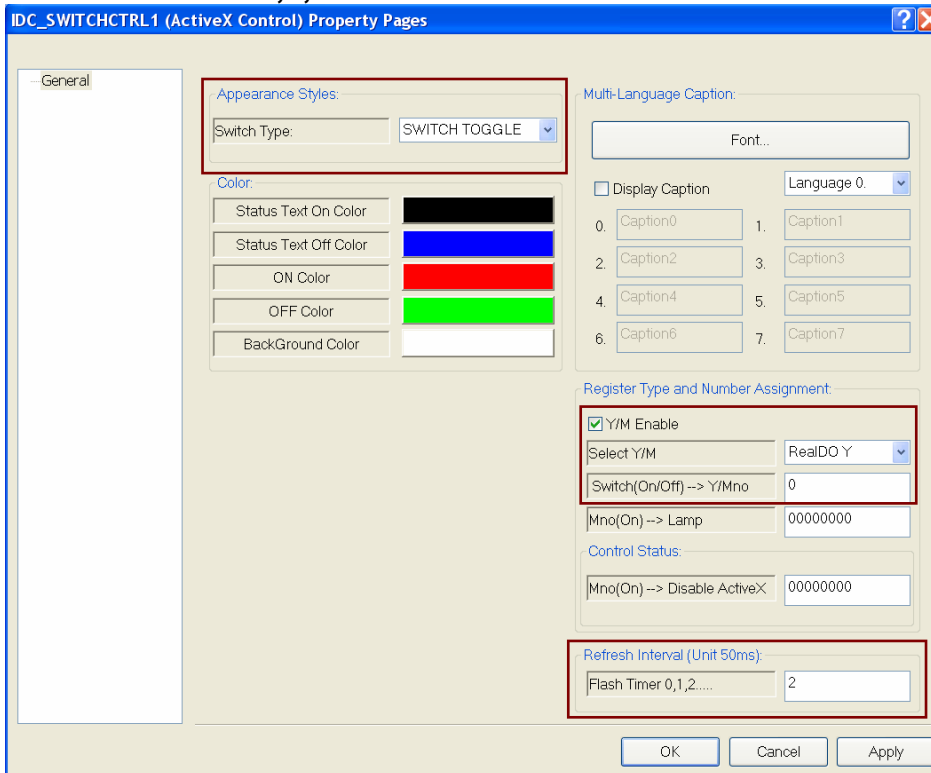 IDC_SWITCHCTRL1 (ActiveX Control) Property Pages
General
Appearance Styles:
Switch Type:
SWITCH TOGGLE
Color:
Status Text On Color
Status Text Off Color
ON Color
OFF Color
BackGround Color
Multi-Language Caption:
Font...
Display Caption
Language 0.
0. Caption0 1. Caption1
2. Caption2 3. Caption3
4. Caption4 5. Caption5
6. Caption6 7. Caption7
Register Type and Number Assignment:
Y/M Enable
Select Y/M RealDO Y
Switch(On/Off) --> Y/Mno 0
Mno(On) --> Lamp 00000000
Control Status:
Mno(On) --> Disable ActiveX 00000000
Refresh Interval (Unit 50ms):
Flash Timer 0,1,2..... 2
OK Cancel Apply